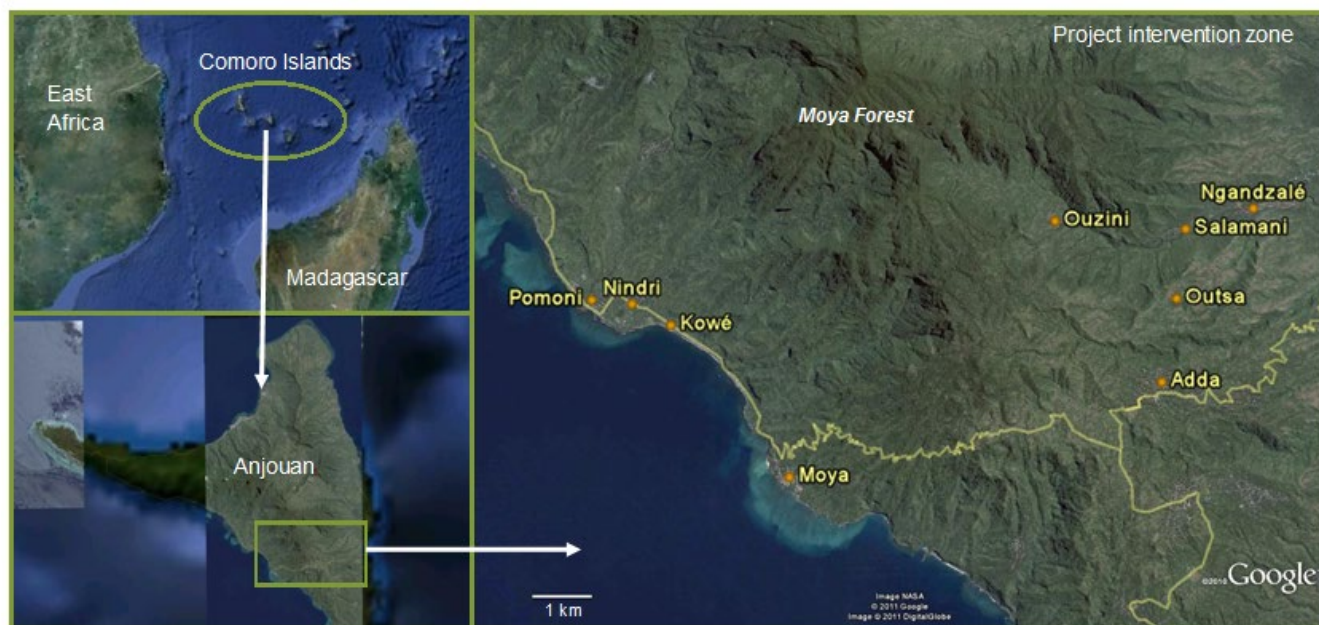 Comoro Islands
East
Africa
Madagascar
Anjouan
Project intervention zone
Moya Forest
Ngandzalé
Ouzini
Salamani
Pomoni
Nindri
Outsa
Kowé
Adda
Moya
1 km
Image NASA
© 2011 Google
Image © 2011 DigitalGlobe
©2010 Google